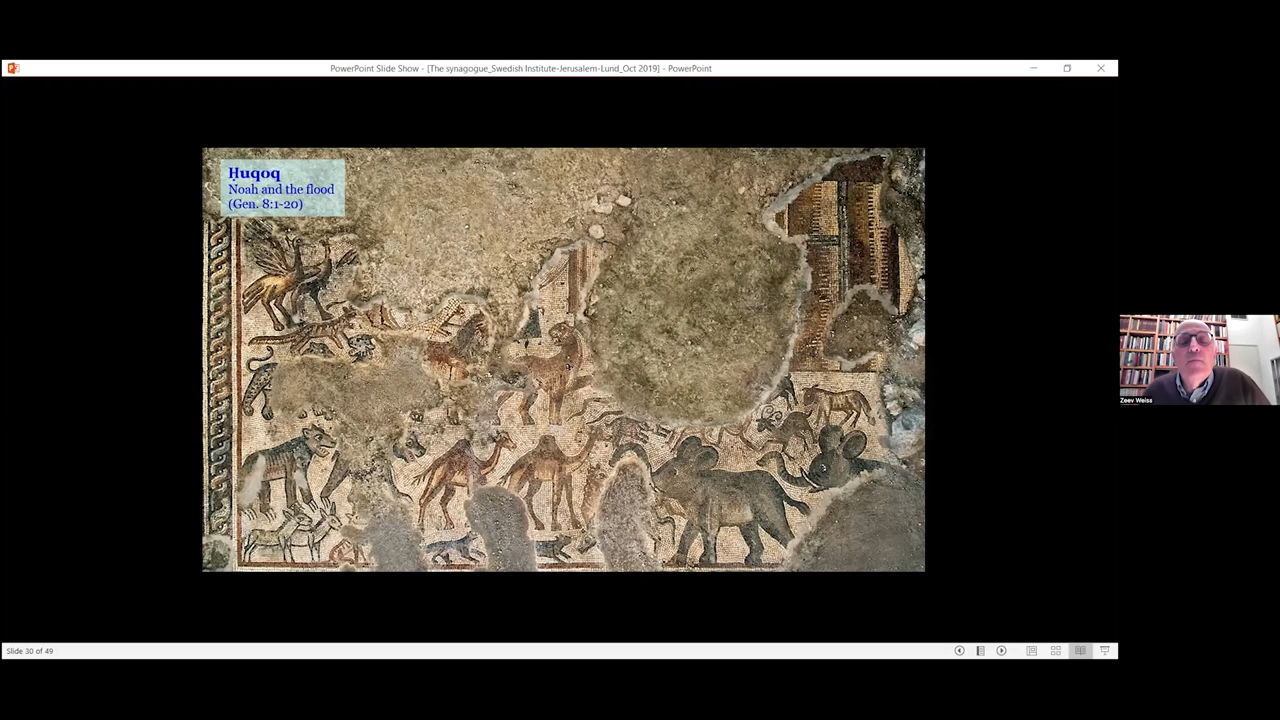 PowerPoint Slide Show - [The synagogue_Swedish Institute-Jerusalem-Lund_Oct 2019] - PowerPoint
Ḥuqoq
Noah and the flood
(Gen. 8:1-20)
Zeev Weiss
Slide 30 of 49